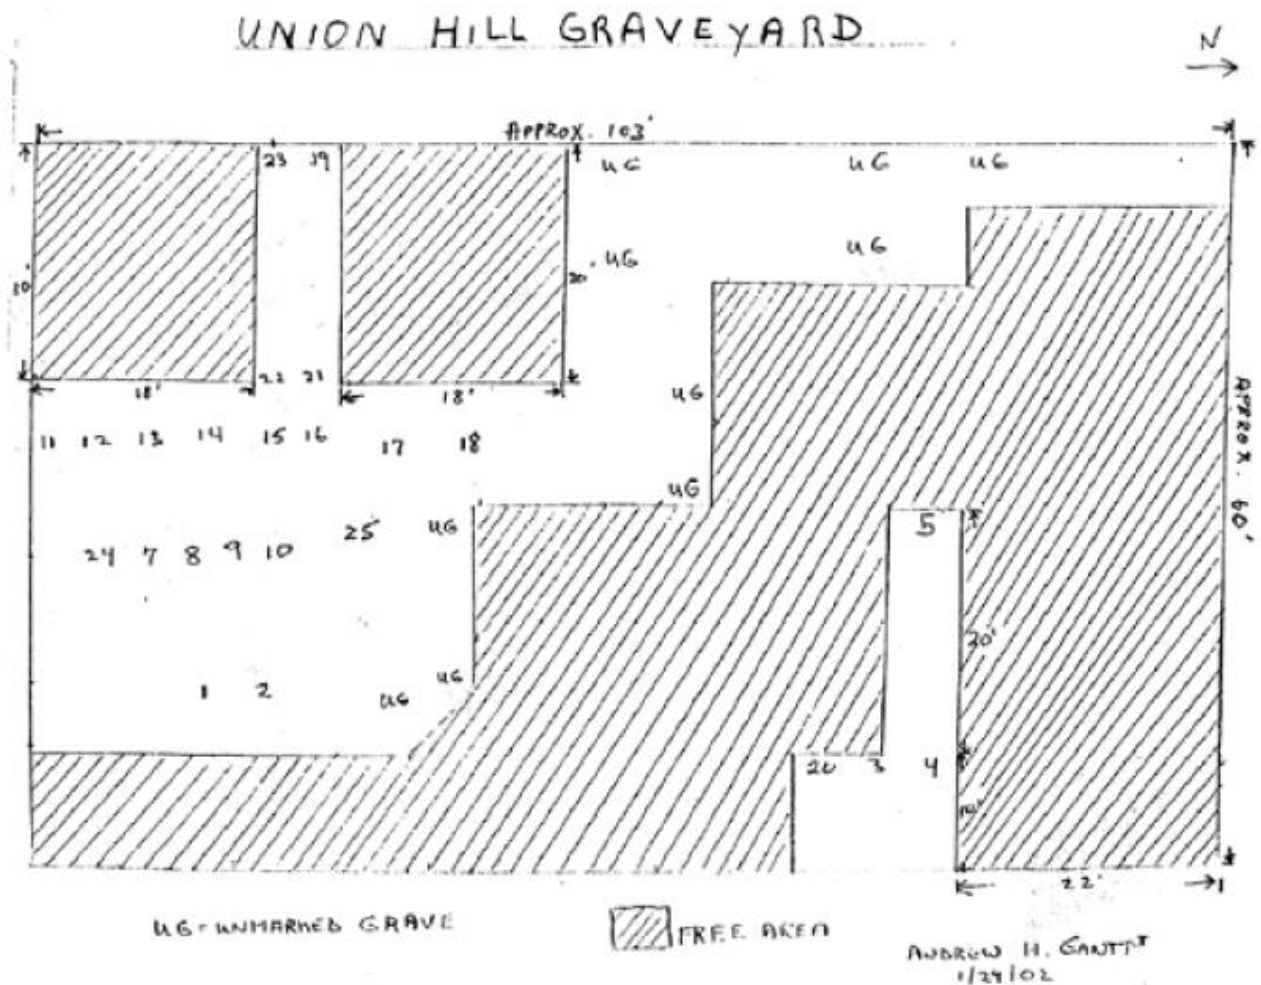 UNION HILL GRAVEYARD
N
APPROX. 103'
23 19 UG UG UG
UG UG
20'
18' 22 21 18'
UG
APPROX. 60'
11 12 13 14 15 16 17 18
UG
24 7 8 9 10 25 UG
5
20'
1 2 UG UG
20 3 4
10'
22'
UG-UNMARKED GRAVE
FREE AREA
ANDREW H. GANTT
1/29/02